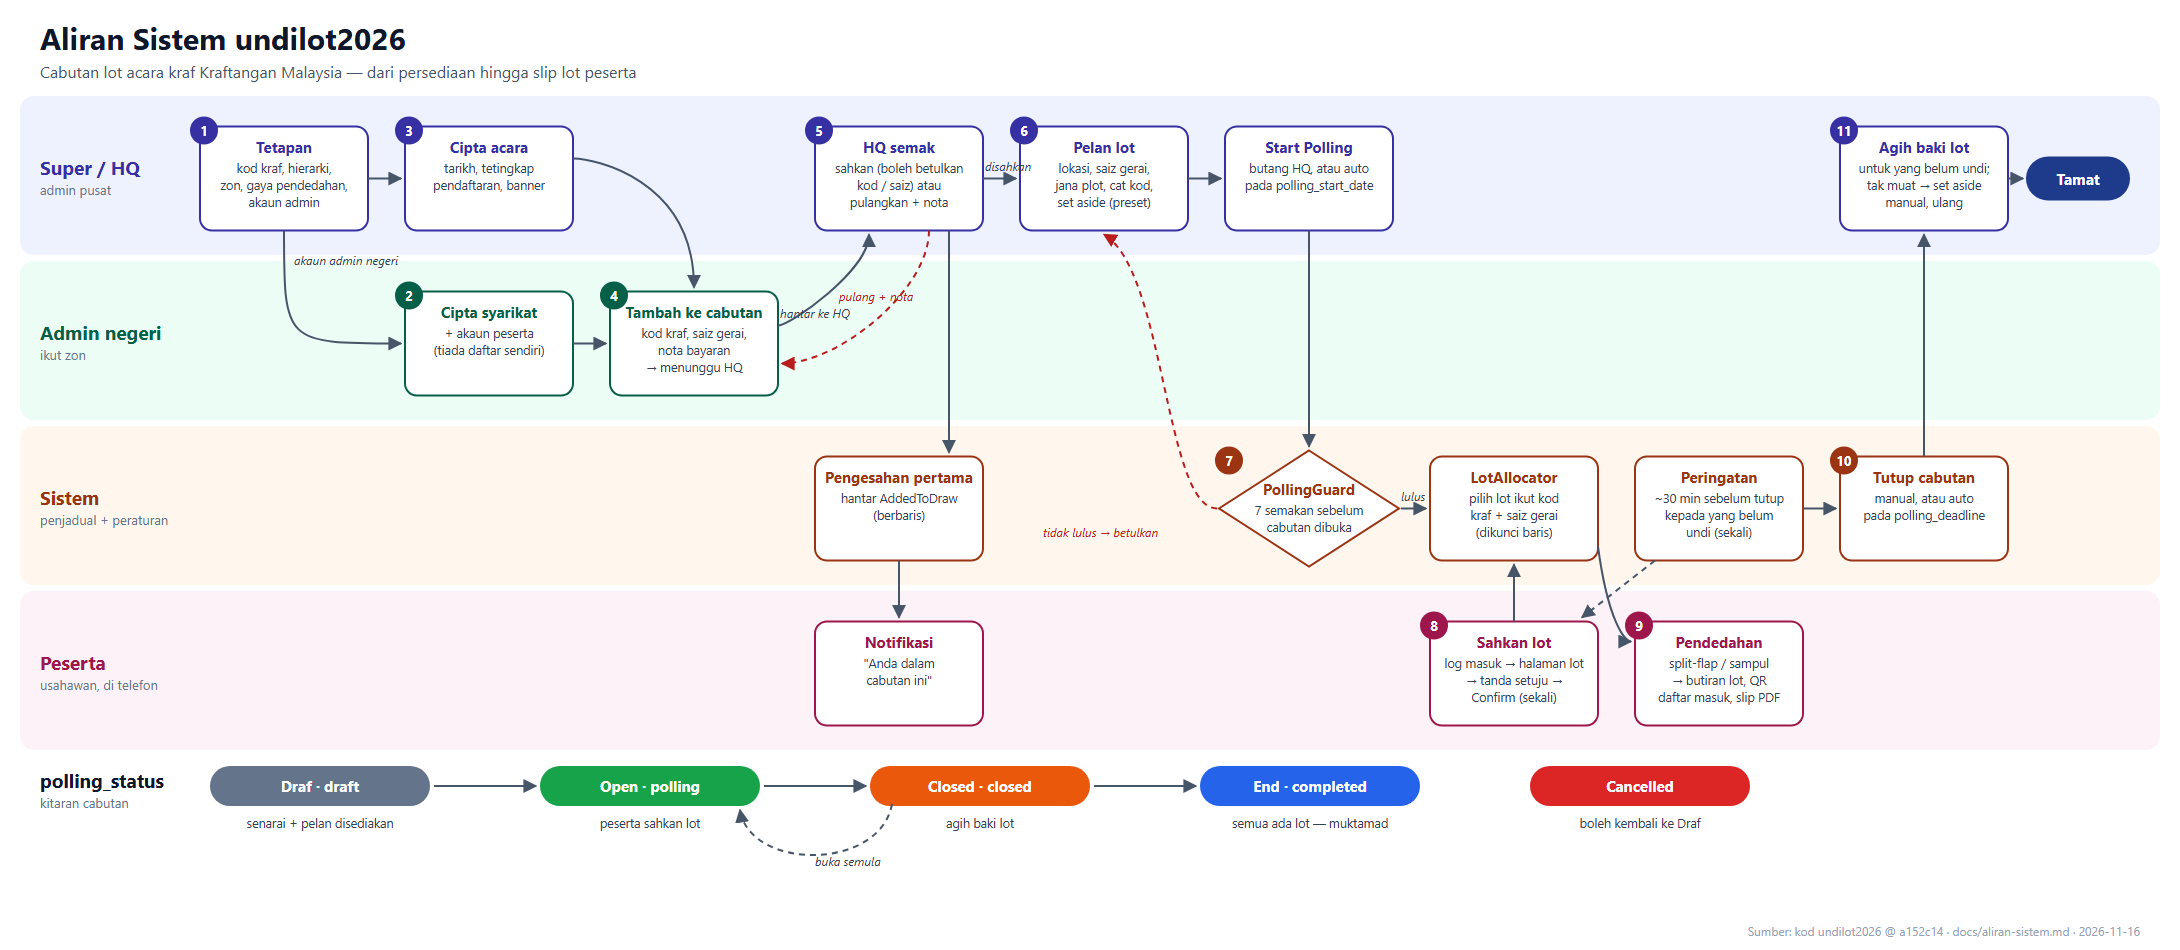 Aliran Sistem undilot2026
Cabutan lot acara kraf Kraftangan Malaysia — dari persediaan hingga slip lot peserta
Super / HQ
admin pusat
1
Tetapan
kod kraf, hierarki,
zon, gaya pendedahan,
akaun admin
3
Cipta acara
tarikh, tetingkap
pendaftaran, banner
5
HQ semak
sahkan (boleh betulkan
kod / saiz) atau
pulangkan + nota
disahkan
6
Pelan lot
lokasi, saiz gerai,
jana plot, cat kod,
set aside (preset)
Start Polling
butang HQ, atau auto
pada polling_start_date
11
Agih baki lot
untuk yang belum undi;
tak muat → set aside
manual, ulang
Tamat
akaun admin negeri
Admin negeri
ikut zon
2
Cipta syarikat
+ akaun peserta
(tiada daftar sendiri)
4
Tambah ke cabutan
kod kraf, saiz gerai,
nota bayaran
→ menunggu HQ
pulang + nota
hantar ke HQ
Sistem
penjadual + peraturan
Pengesahan pertama
hantar AddedToDraw
(berbaris)
tidak lulus → betulkan
7
PollingGuard
7 semakan sebelum
cabutan dibuka
lulus
LotAllocator
pilih lot ikut kod
kraf + saiz gerai
(dikunci baris)
Peringatan
~30 min sebelum tutup
kepada yang belum
undi (sekali)
10
Tutup cabutan
manual, atau auto
pada polling_deadline
Peserta
usahawan, di telefon
Notifikasi
"Anda dalam
cabutan ini"
8
Sahkan lot
log masuk → halaman lot
→ tanda setuju →
Confirm (sekali)
9
Pendedahan
split-flap / sampul
→ butiran lot, QR
daftar masuk, slip PDF
polling_status
kitaran cabutan
Draf · draft
senarai + pelan disediakan
Open · polling
peserta sahkan lot
Closed · closed
agih baki lot
End · completed
semua ada lot — muktamad
Cancelled
boleh kembali ke Draf
buka semula
Sumber: kod undilot2026 @ a152c14 · docs/aliran-sistem.md · 2026-11-16